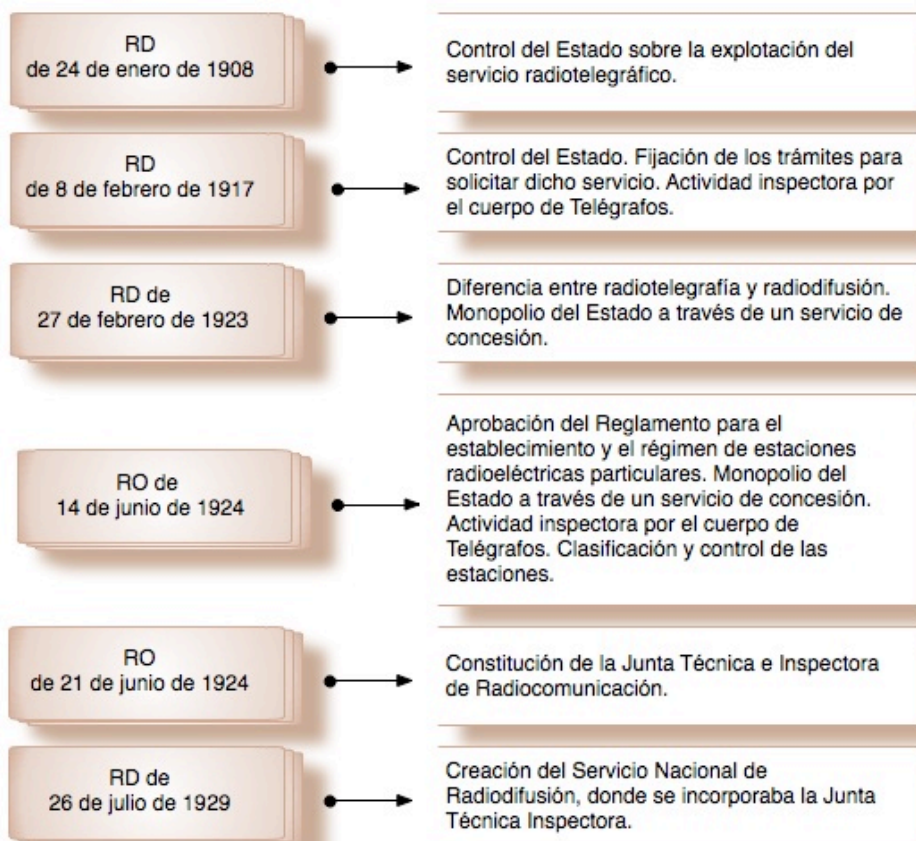 RD
de 24 de enero de 1908
Control del Estado sobre la explotación del
servicio radiotelegráfico.
RD
de 8 de febrero de 1917
Control del Estado. Fijación de los trámites para
solicitar dicho servicio. Actividad inspectora por
el cuerpo de Telégrafos.
RD de
27 de febrero de 1923
Diferencia entre radiotelegrafía y radiodifusión.
Monopolio del Estado a través de un servicio de
concesión.
RO de
14 de junio de 1924
Aprobación del Reglamento para el
establecimiento y el régimen de estaciones
radioeléctricas particulares. Monopolio del
Estado a través de un servicio de concesión.
Actividad inspectora por el cuerpo de
Telégrafos. Clasificación y control de las
estaciones.
RO
de 21 de junio de 1924
Constitución de la Junta Técnica e Inspectora
de Radiocomunicación.
RD de
26 de julio de 1929
Creación del Servicio Nacional de
Radiodifusión, donde se incorporaba la Junta
Técnica Inspectora.